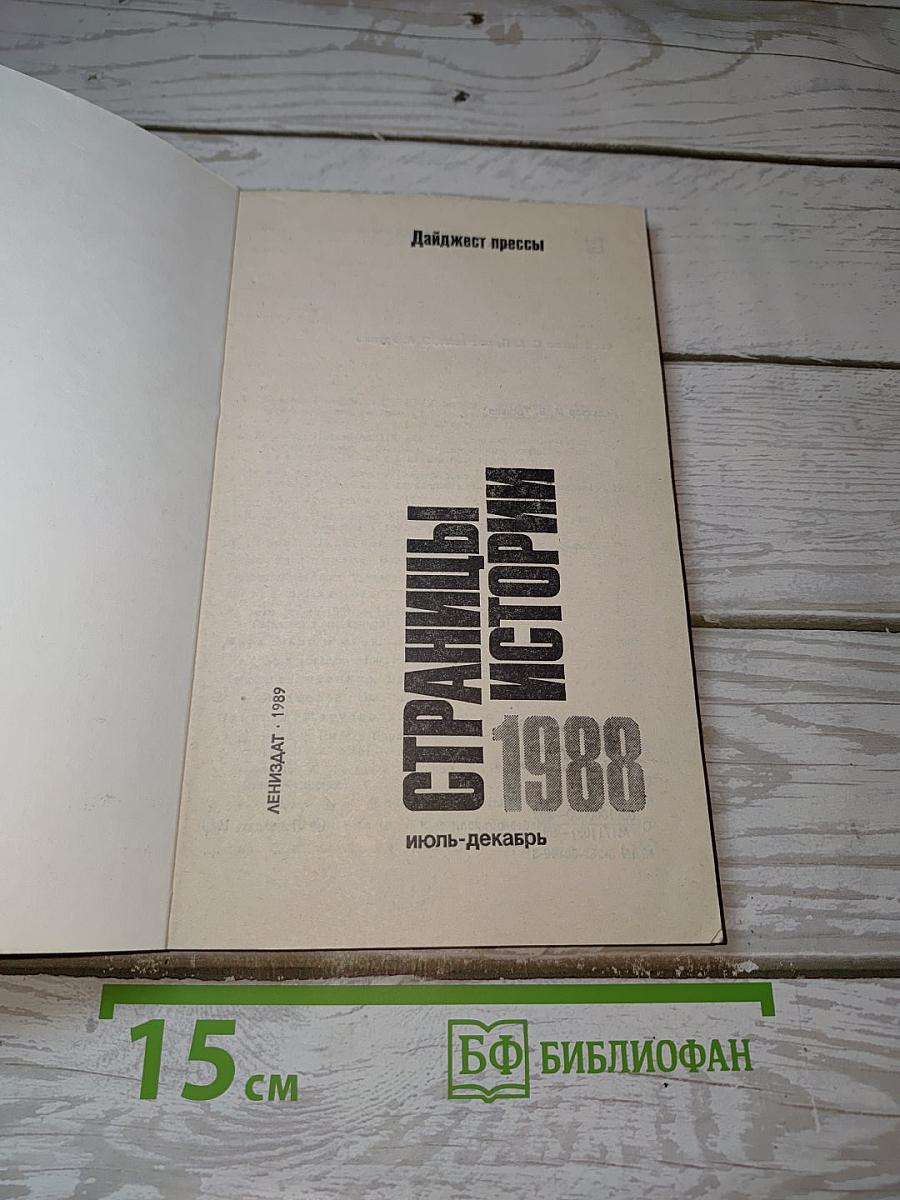 Дайджест прессы
СТРАНИЦЫ
ИСТОРИИ
1988
июль-декабрь
ЛЕНИЗДАТ · 1989
15 см
БФ БИБЛИОФАН